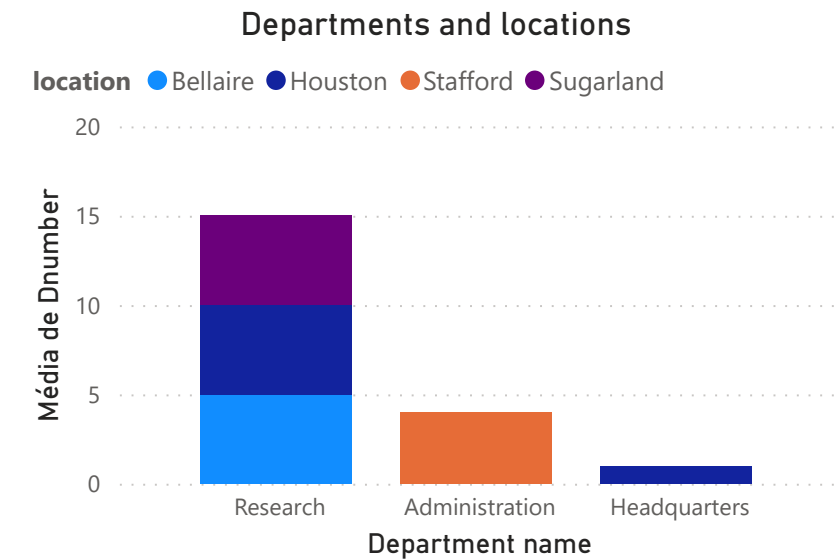 Departments and locations
location Bellaire Houston Stafford Sugarland
20
15
10
5
0
Média de Dnumber
Research Administration Headquarters
Department name